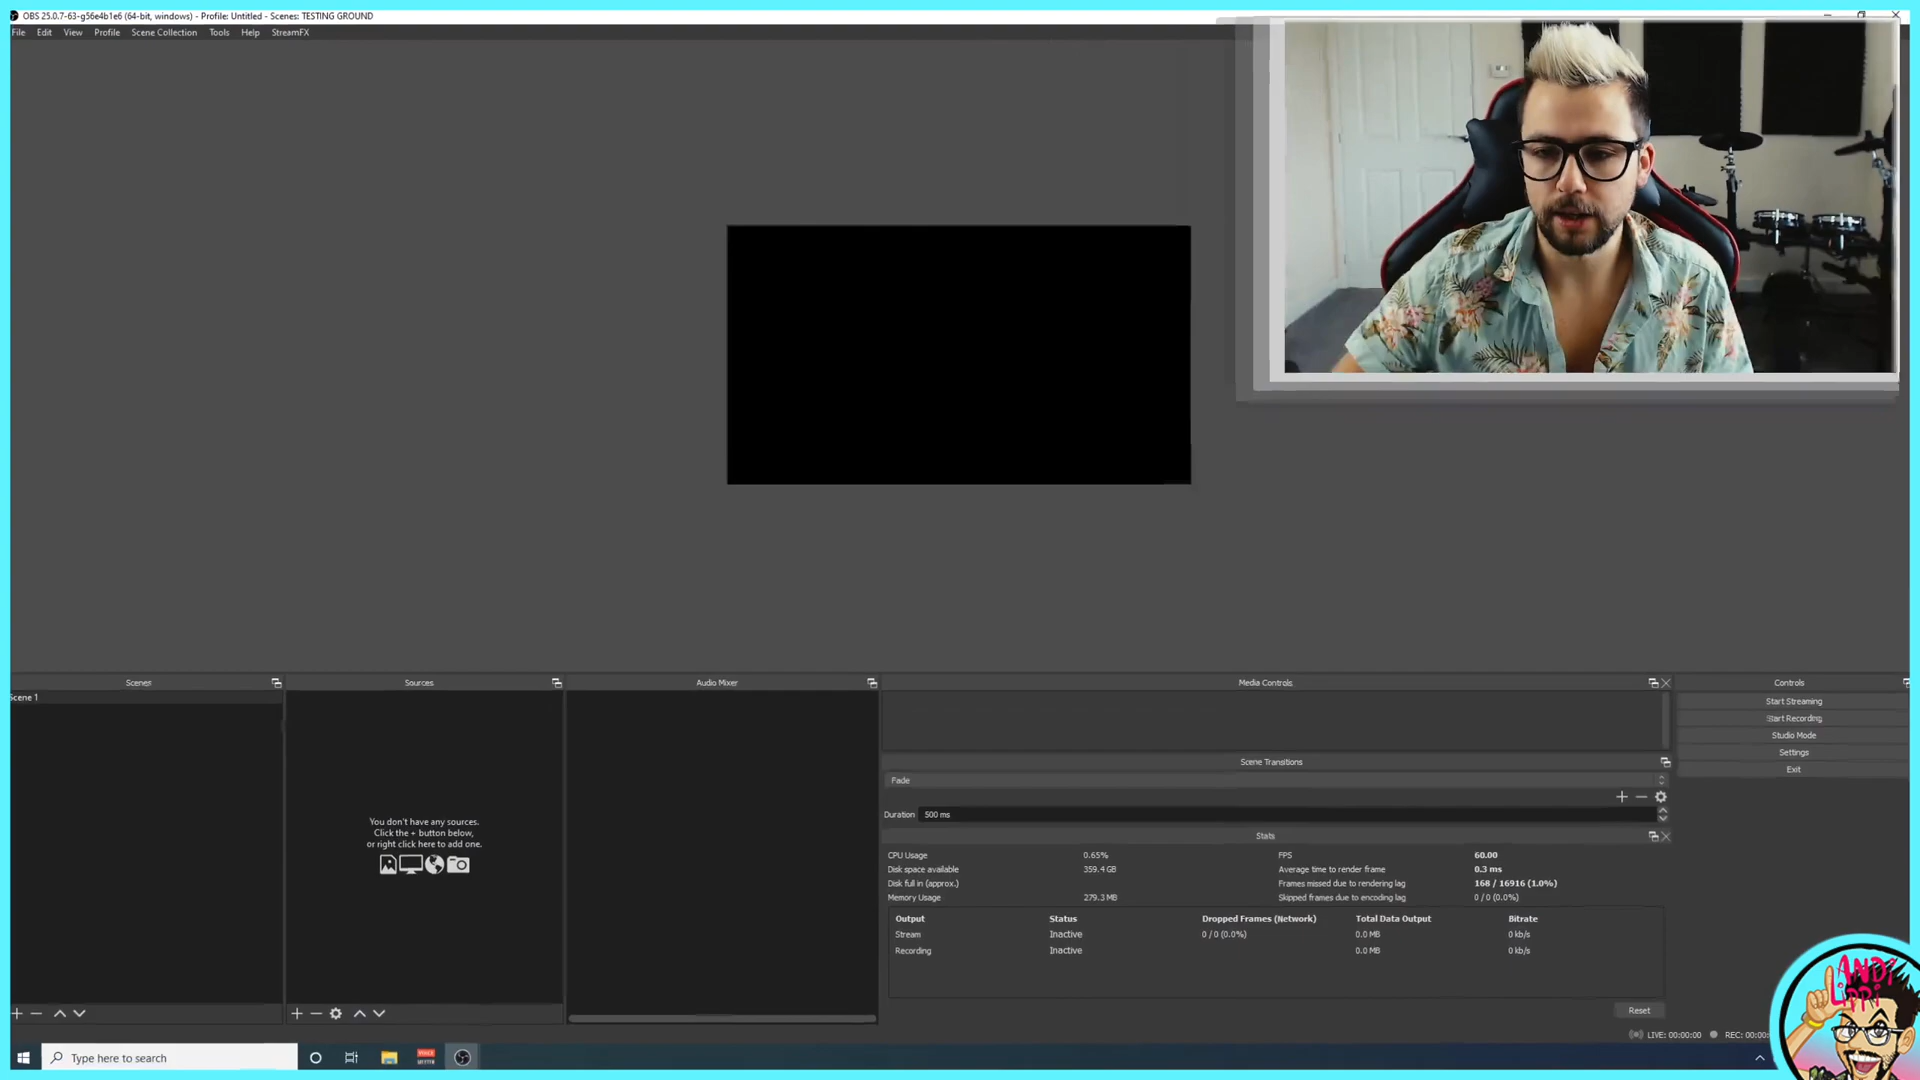 OBS 25.0.7-63-g56e4b1e6 (64-bit, windows) - Profile: Untitled - Scenes: TESTING GROUND
File Edit View Profile Scene Collection Tools Help StreamFX
Scenes
Sources
Audio Mixer
Media Controls
Controls
cene 1
Start Streaming
Start Recording
Studio Mode
Settings
Exit
Scene Transitions
Fade
Duration 500 ms
You don't have any sources.
Click the + button below,
or right click here to add one.
Stats
CPU Usage 0.65% FPS 60.00
Disk space available 359.4 GB Average time to render frame 0.3 ms
Disk full in (approx.) Frames missed due to rendering lag 168 / 16916 (1.0%)
Memory Usage 279.3 MB Skipped frames due to encoding lag 0 / 0 (0.0%)
Output Status Dropped Frames (Network) Total Data Output Bitrate
Stream Inactive 0 / 0 (0.0%) 0.0 MB 0 kb/s
Recording Inactive 0.0 MB 0 kb/s
Reset
LIVE: 00:00:00 REC: 00:00:
ANDI
LIPPI
Type here to search